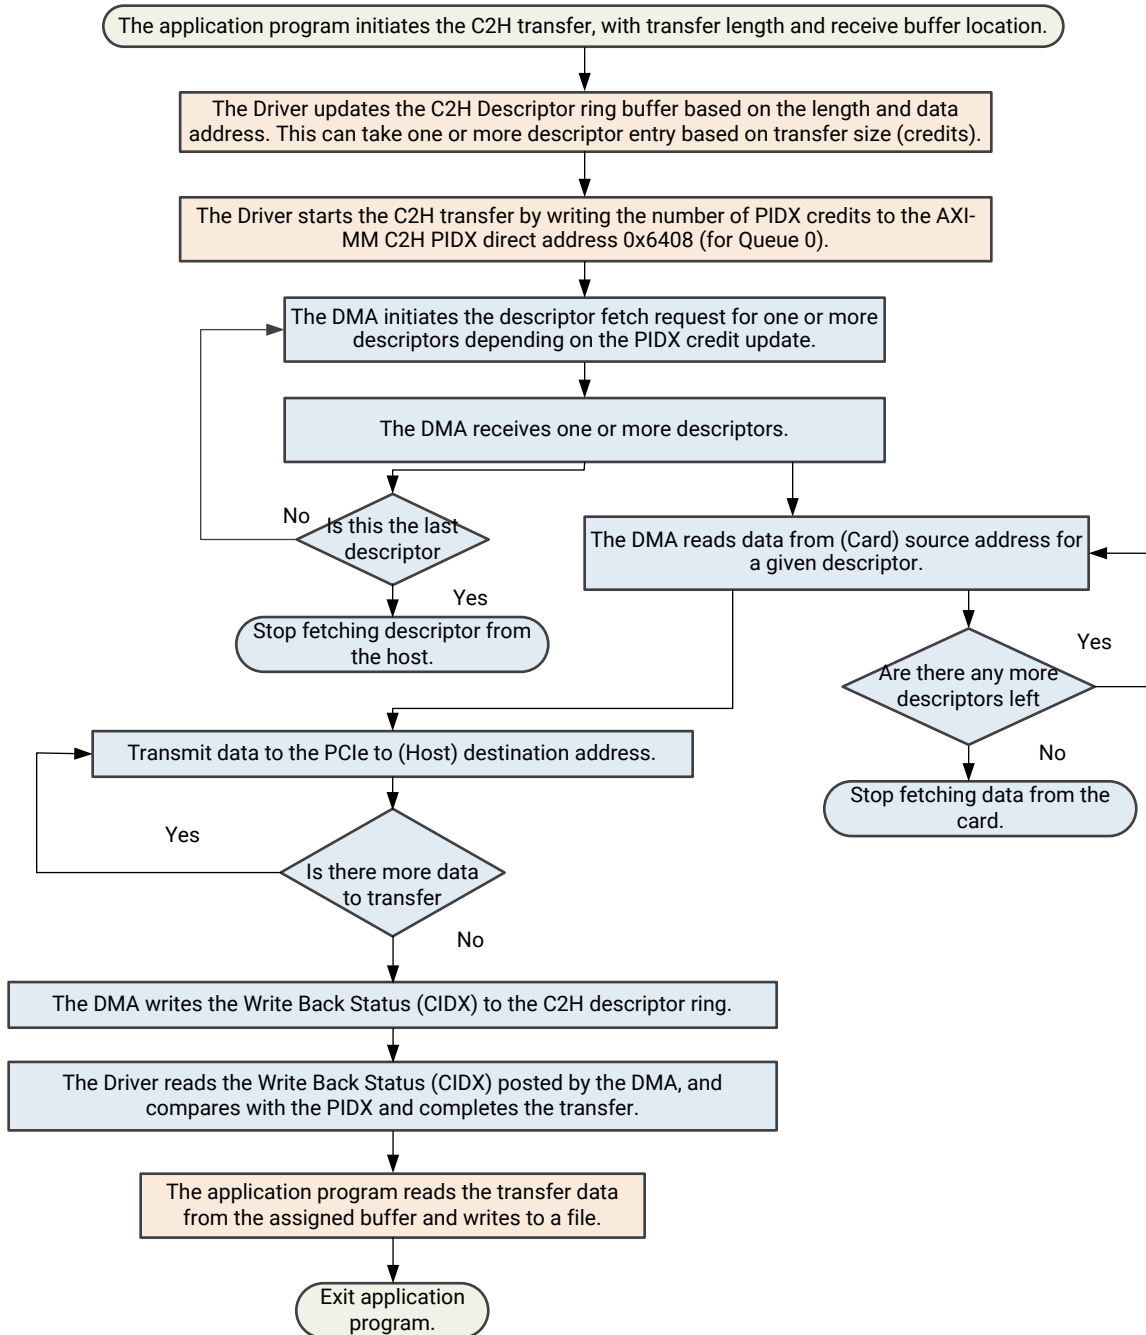 The application program initiates the C2H transfer, with transfer length and receive buffer location.
The Driver updates the C2H Descriptor ring buffer based on the length and data
address. This can take one or more descriptor entry based on transfer size (credits).
The Driver starts the C2H transfer by writing the number of PIDX credits to the AXI-
MM C2H PIDX direct address 0x6408 (for Queue 0).
The DMA initiates the descriptor fetch request for one or more
descriptors depending on the PIDX credit update.
The DMA receives one or more descriptors.
No
Is this the last
descriptor
Yes
Stop fetching descriptor from
the host.
The DMA reads data from (Card) source address for
a given descriptor.
Yes
Are there any more
descriptors left
No
Stop fetching data from the
card.
Transmit data to the PCIe to (Host) destination address.
Yes
Is there more data
to transfer
No
The DMA writes the Write Back Status (CIDX) to the C2H descriptor ring.
The Driver reads the Write Back Status (CIDX) posted by the DMA, and
compares with the PIDX and completes the transfer.
The application program reads the transfer data
from the assigned buffer and writes to a file.
Exit application
program.